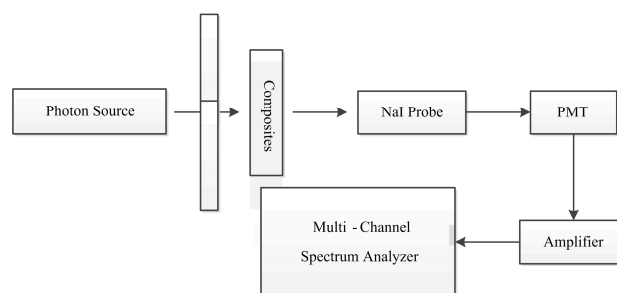 Photon Source
Composites
NaI Probe
PMT
Amplifier
Multi - Channel
Spectrum Analyzer